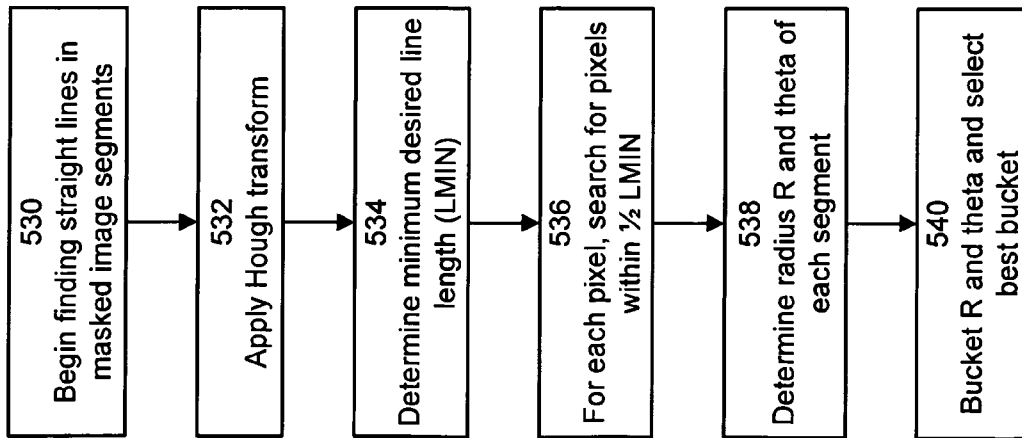 530
Begin finding straight lines in
masked image segments
532
Apply Hough transform
534
Determine minimum desired line
length (LMIN)
536
For each pixel, search for pixels
within ½ LMIN
538
Determine radius R and theta of
each segment
540
Bucket R and theta and select
best bucket